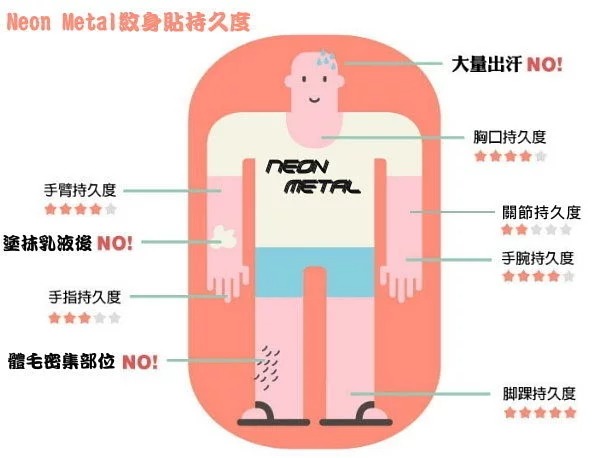 Neon Metal紋身貼持久度
大量出汗 NO!
胸口持久度
NEON
METAL
手臂持久度
關節持久度
塗抹乳液後 NO!
手腕持久度
手指持久度
體毛密集部位 NO!
腳踝持久度